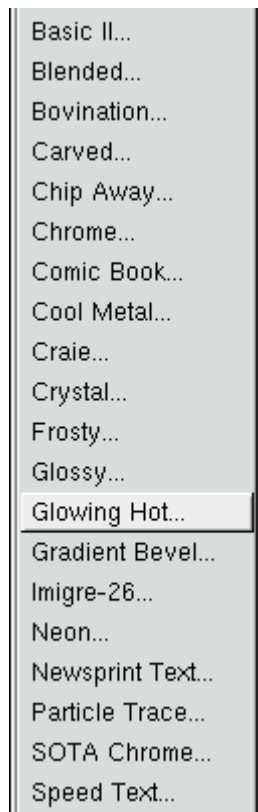 Basic II...
Blended...
Bovination...
Carved...
Chip Away...
Chrome...
Comic Book...
Cool Metal...
Craie...
Crystal...
Frosty...
Glossy...
Glowing Hot...
Gradient Bevel...
Imigre-26...
Neon...
Newsprint Text...
Particle Trace...
SOTA Chrome...
Speed Text...